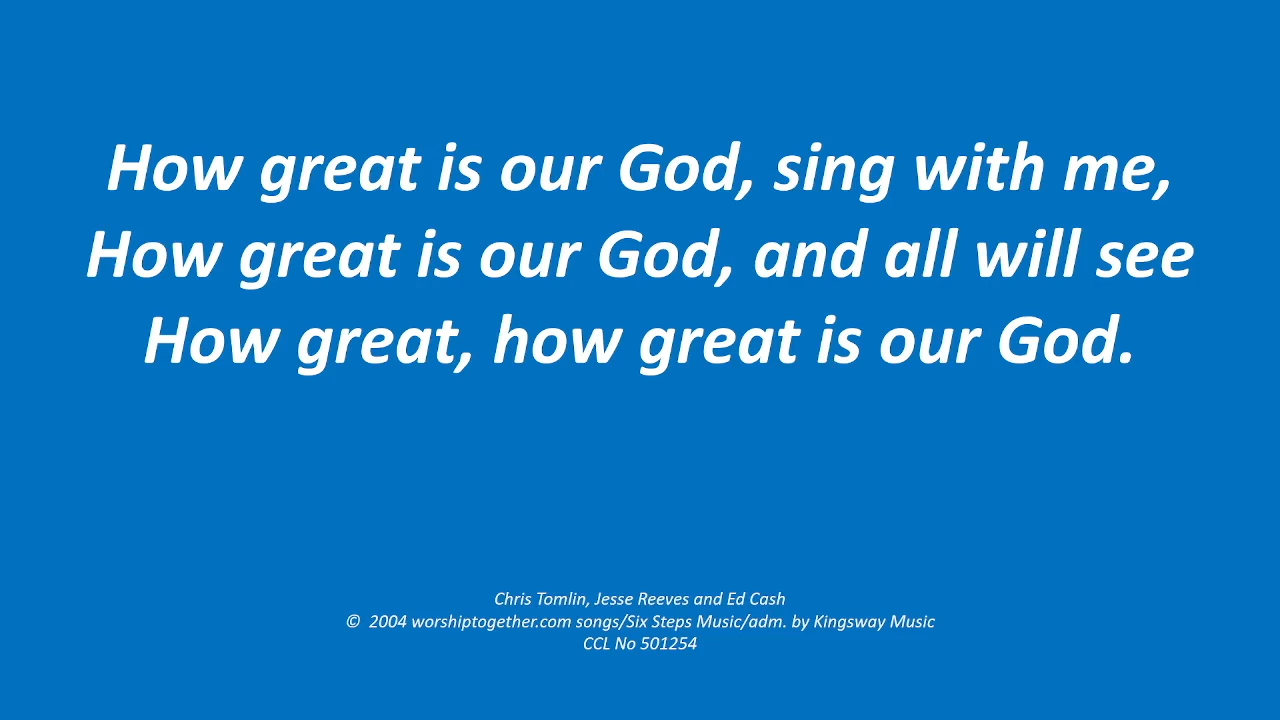 How great is our God, sing with me,
How great is our God, and all will see
How great, how great is our God.
Chris Tomlin, Jesse Reeves and Ed Cash
© 2004 worshiptogether.com songs/Six Steps Music/adm. by Kingsway Music
CCL No 501254